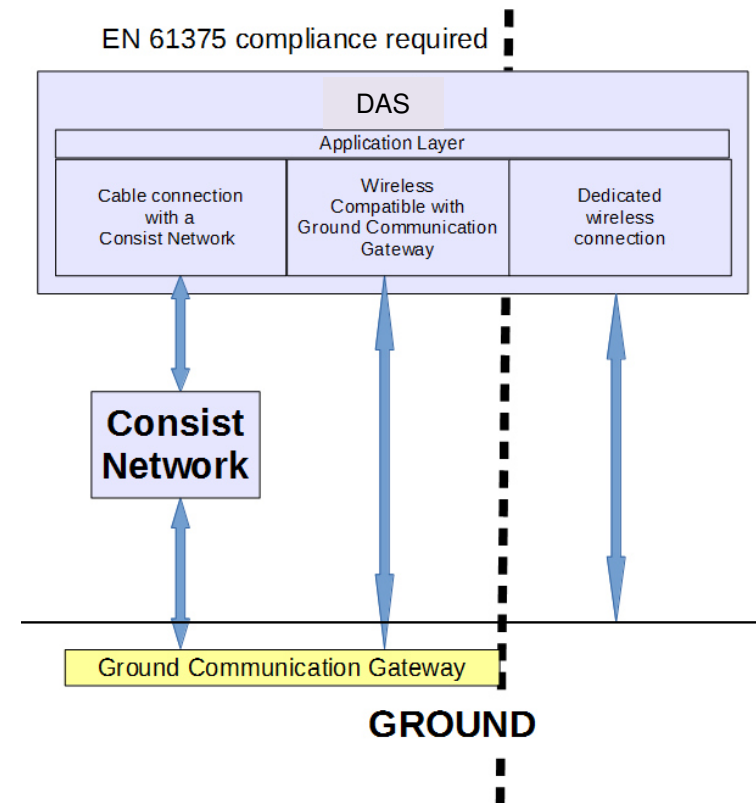 EN 61375 compliance required
DAS
Application Layer
Cable connection
with a
Consist Network
Wireless
Compatible with
Ground Communication
Gateway
Dedicated
wireless
connection
Consist
Network
Ground Communication Gateway
GROUND